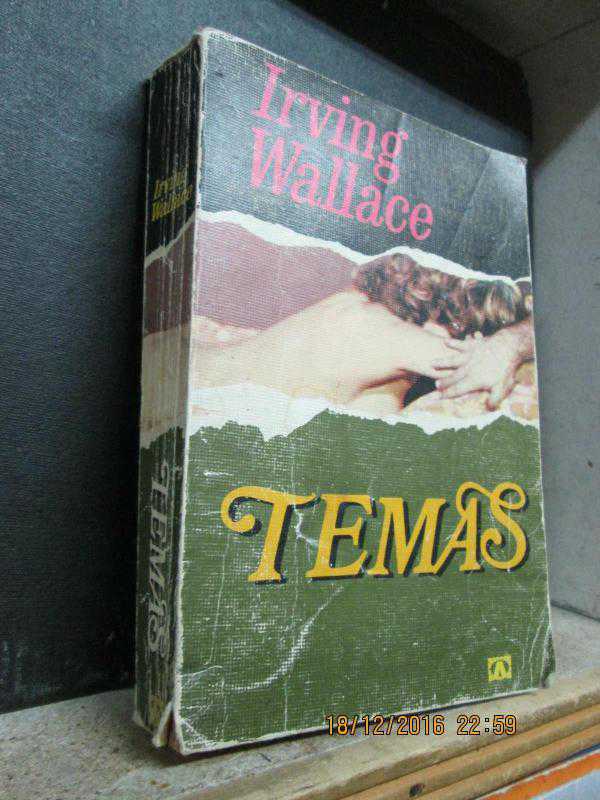 Irving
Wallace
TEMAS
Irving
Wallace
TEMAS
18/12/2016 22:59